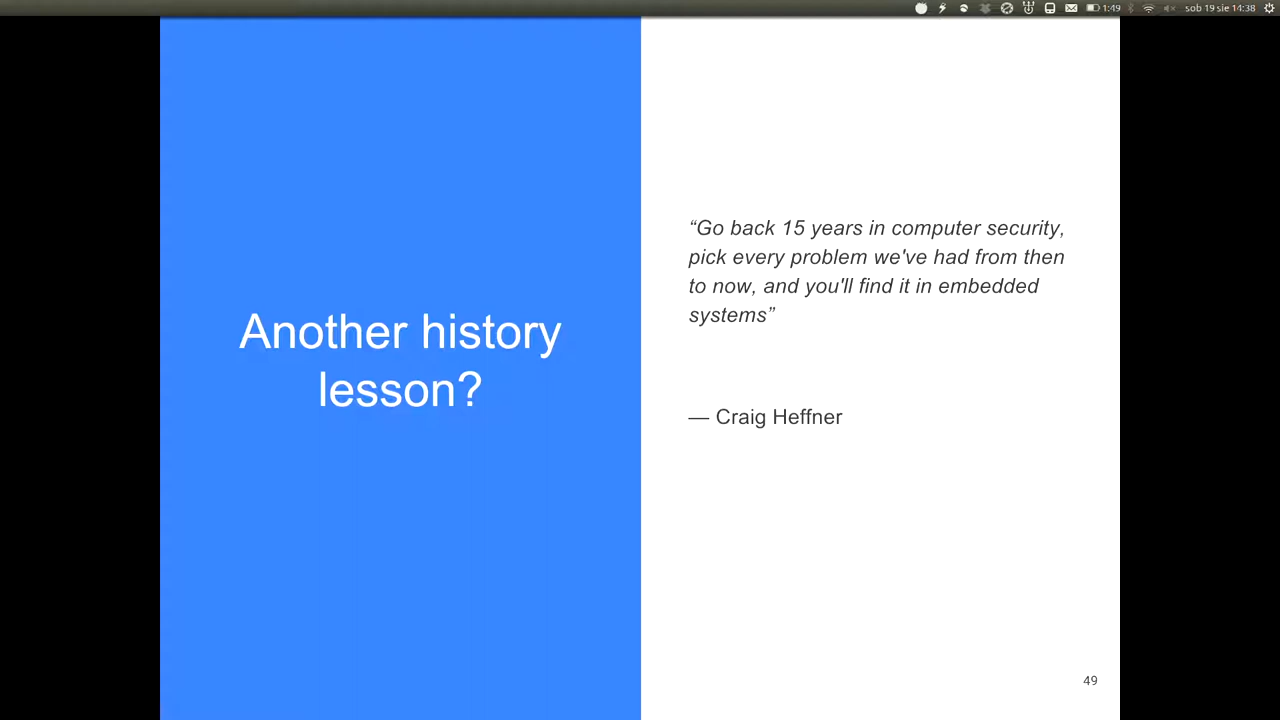 1:49 sob 19 sie 14:38
Another history
lesson?
“Go back 15 years in computer security,
pick every problem we've had from then
to now, and you'll find it in embedded
systems”
— Craig Heffner
49